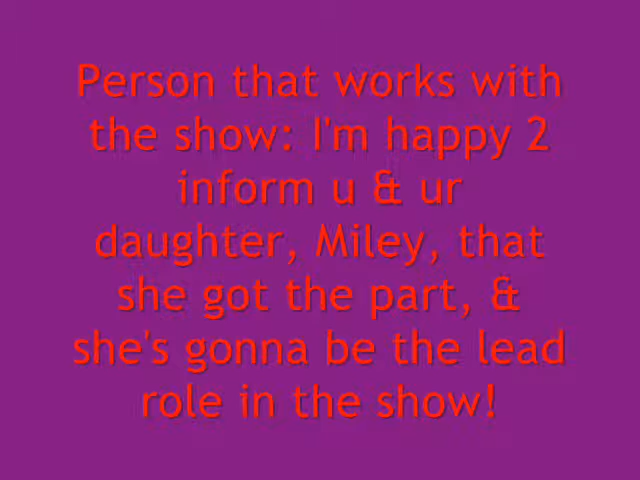 Person that works with
the show: I'm happy 2
inform u & ur
daughter, Miley, that
she got the part, &
she's gonna be the lead
role in the show!